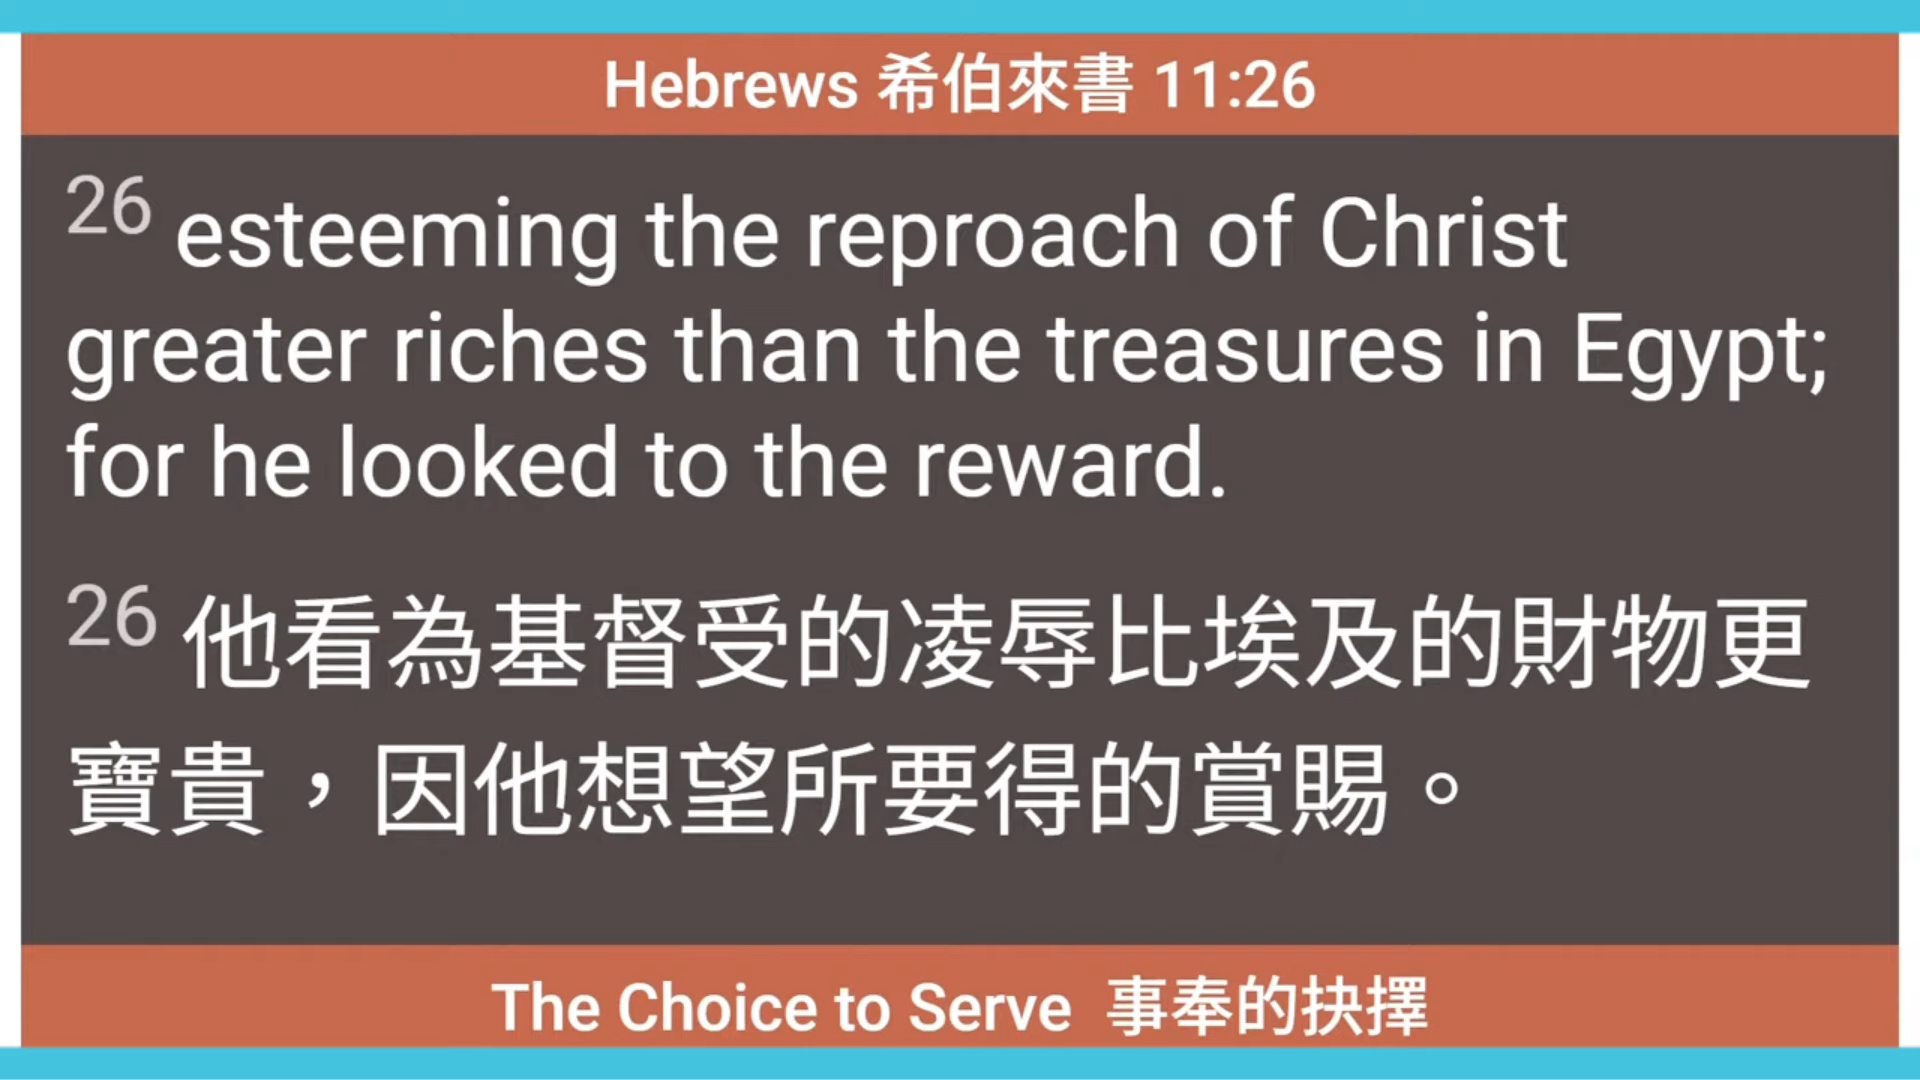 Hebrews 希伯來書 11:26
26 esteeming the reproach of Christ
greater riches than the treasures in Egypt;
for he looked to the reward.
26 他看為基督受的凌辱比埃及的財物更
寶貴，因他想望所要得的賞賜。
The Choice to Serve 事奉的抉擇